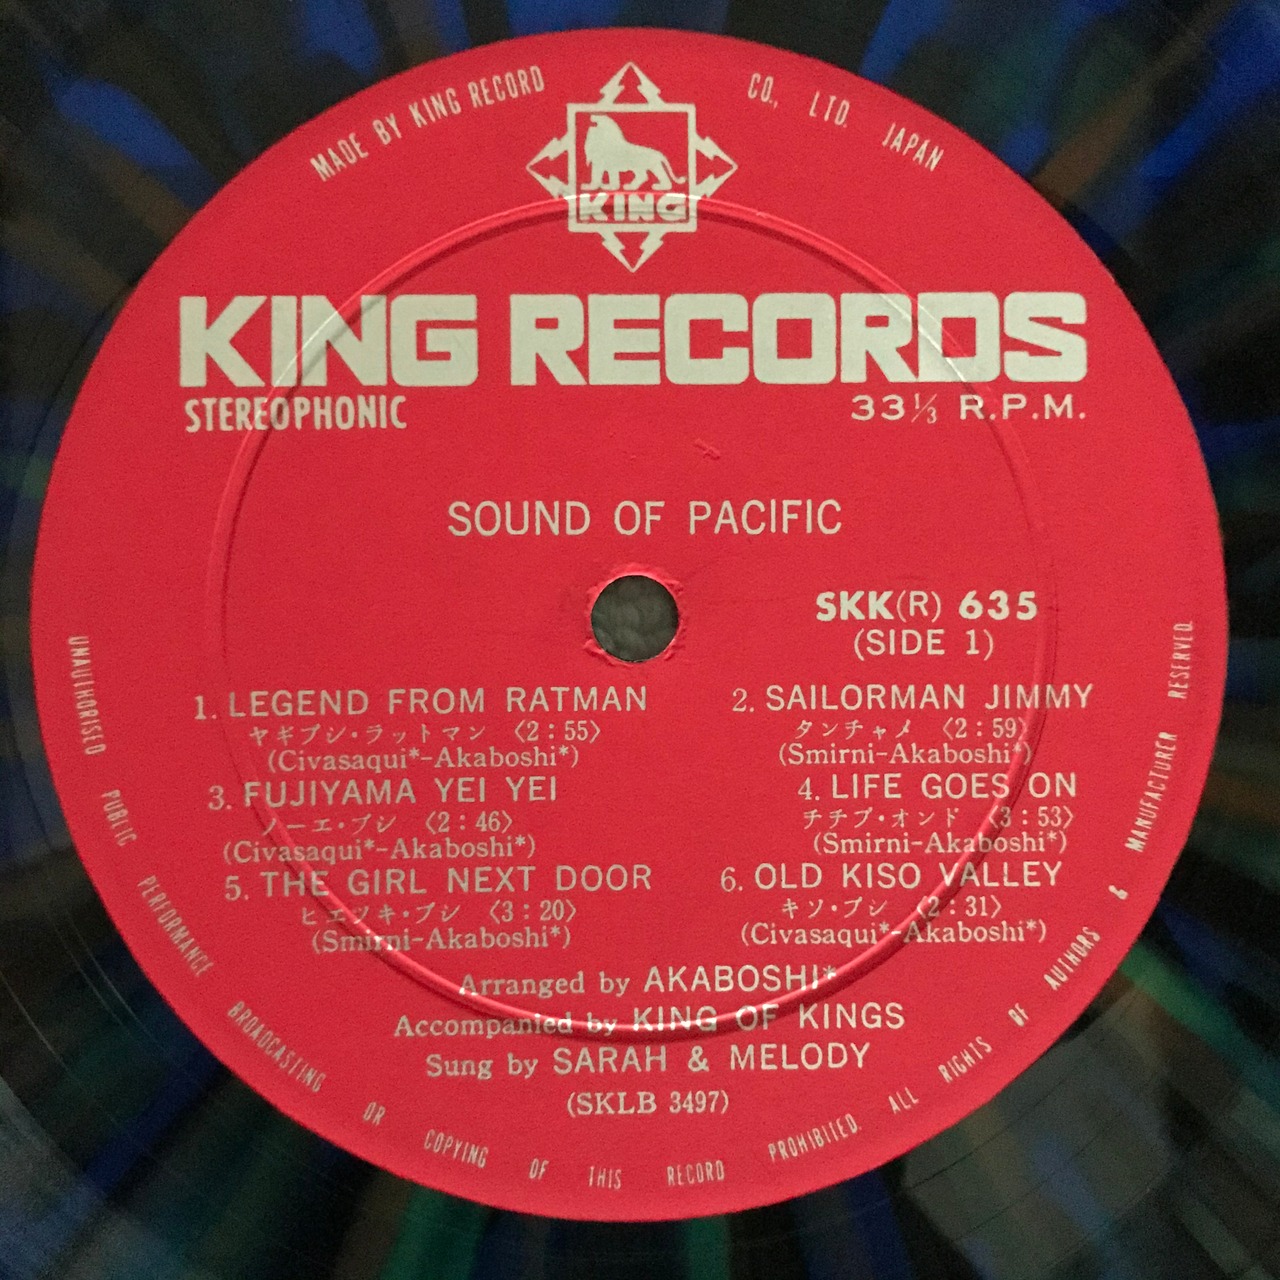 MADE BY KING RECORD CO., LTD. JAPAN
KING
KING RECORDS
STEREOPHONIC
33⅓ R.P.M.
SOUND OF PACIFIC
SKK(R) 635
(SIDE 1)
1. LEGEND FROM RATMAN
ヤギブシ・ラットマン 〈2：55〉
(Civasaqui*-Akaboshi*)
2. SAILORMAN JIMMY
タンチャメ 〈2：59〉
(Smirni-Akaboshi*)
3. FUJIYAMA YEI YEI
ノーエ・ブシ 〈2：46〉
(Civasaqui*-Akaboshi*)
4. LIFE GOES ON
チチブ・オンド 〈3：53〉
(Smirni-Akaboshi*)
5. THE GIRL NEXT DOOR
ヒエツキ・ブシ 〈3：20〉
(Smirni-Akaboshi*)
6. OLD KISO VALLEY
キソ・ブシ 〈2：31〉
(Civasaqui*-Akaboshi*)
Arranged by AKABOSHI*
Accompanied by KING OF KINGS
Sung by SARAH & MELODY
(SKLB 3497)
UNAUTHORISED PUBLIC PERFORMANCE BROADCASTING OR COPYING OF THIS RECORD PROHIBITED. ALL RIGHTS OF AUTHORS & MANUFACTURER RESERVED.